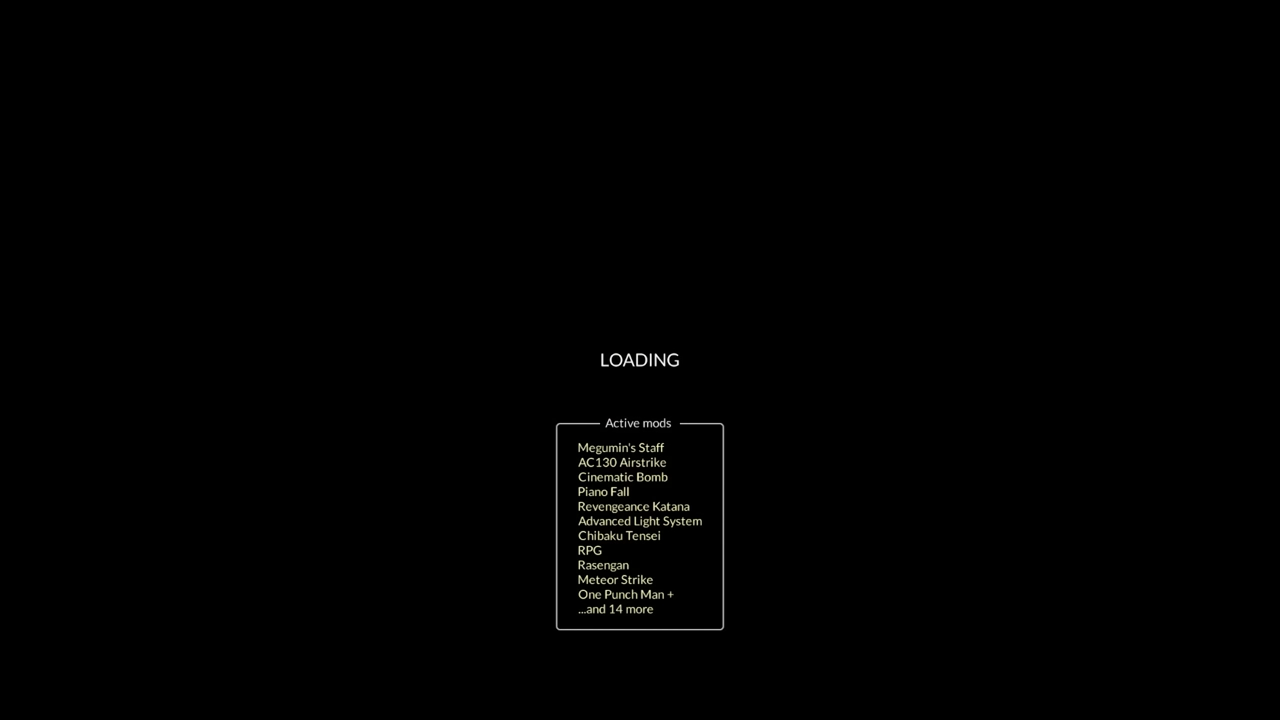 LOADING
Active mods
Megumin's Staff
AC130 Airstrike
Cinematic Bomb
Piano Fall
Revengeance Katana
Advanced Light System
Chibaku Tensei
RPG
Rasengan
Meteor Strike
One Punch Man +
...and 14 more